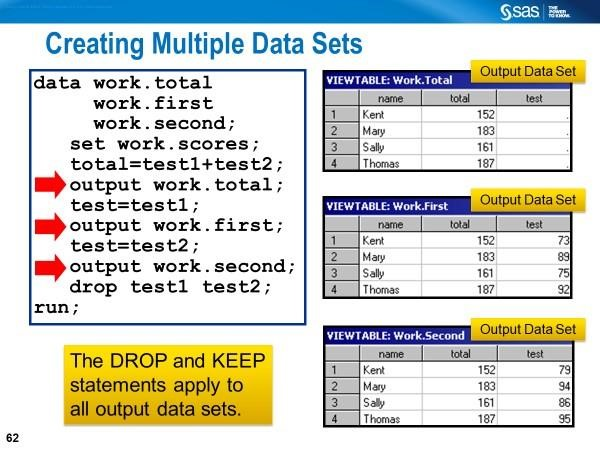 sas THE POWER TO KNOW.
Creating Multiple Data Sets
data work.total
work.first
work.second;
set work.scores;
total=test1+test2;
output work.total;
test=test1;
output work.first;
test=test2;
output work.second;
drop test1 test2;
run;
The DROP and KEEP
statements apply to
all output data sets.
Output Data Set
VIEWTABLE: Work.Total
name total test
1 Kent 152 .
2 Mary 183 .
3 Sally 161 .
4 Thomas 187 .
Output Data Set
VIEWTABLE: Work.First
name total test
1 Kent 152 73
2 Mary 183 89
3 Sally 161 75
4 Thomas 187 92
Output Data Set
VIEWTABLE: Work.Second
name total test
1 Kent 152 79
2 Mary 183 94
3 Sally 161 86
4 Thomas 187 95
62